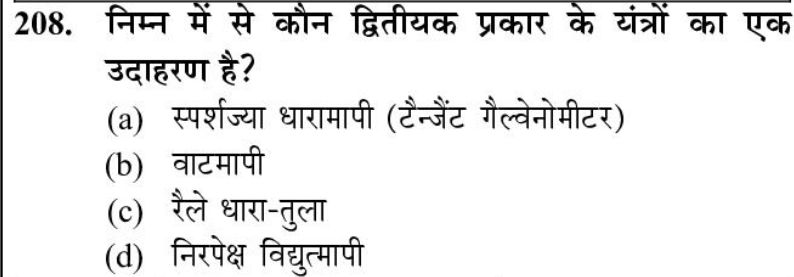 208. निम्न में से कौन द्वितीयक प्रकार के यंत्रों का एक
उदाहरण है?
(a) स्पर्शज्या धारामापी (टैन्जैंट गैल्वेनोमीटर)
(b) वाटमापी
(c) रैले धारा-तुला
(d) निरपेक्ष विद्युत्मापी